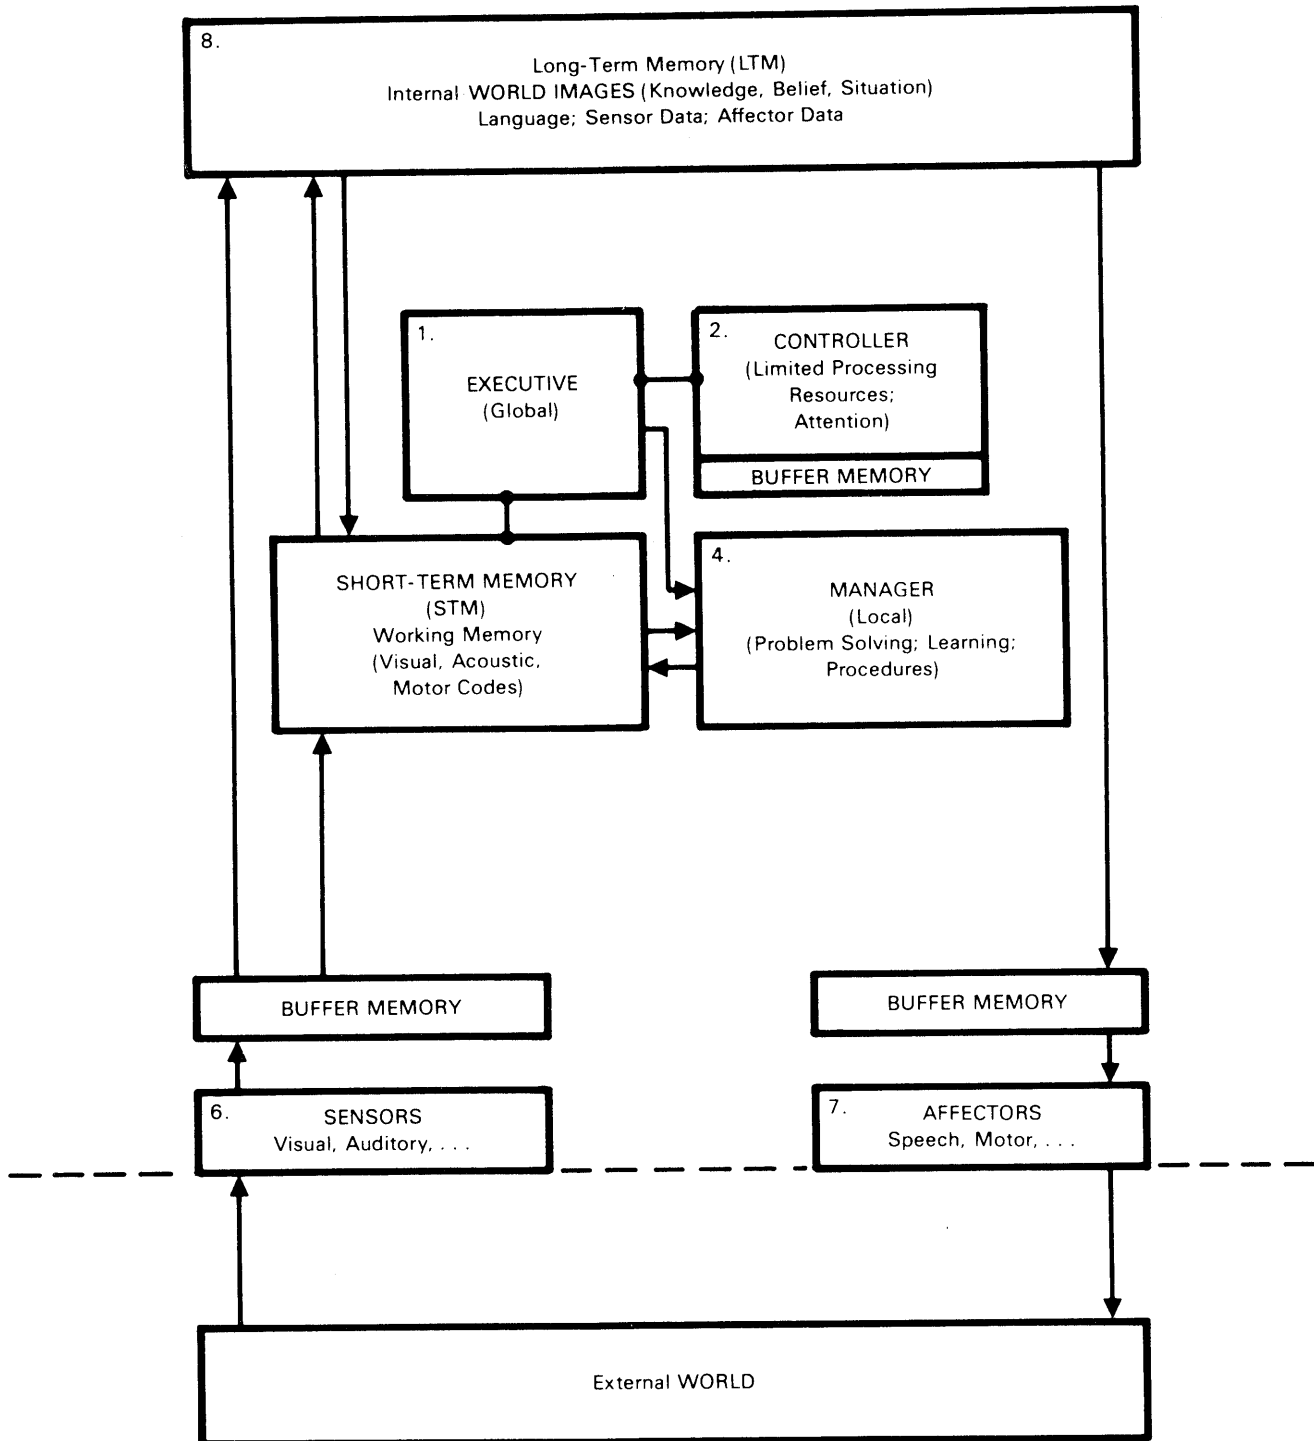 8.
Long-Term Memory (LTM)
Internal WORLD IMAGES (Knowledge, Belief, Situation)
Language; Sensor Data; Affector Data
1.
EXECUTIVE
(Global)
2.
CONTROLLER
(Limited Processing
Resources;
Attention)
BUFFER MEMORY
SHORT-TERM MEMORY
(STM)
Working Memory
(Visual, Acoustic,
Motor Codes)
4.
MANAGER
(Local)
(Problem Solving; Learning;
Procedures)
BUFFER MEMORY
BUFFER MEMORY
6.
SENSORS
Visual, Auditory, . . .
7.
AFFECTORS
Speech, Motor, . . .
External WORLD